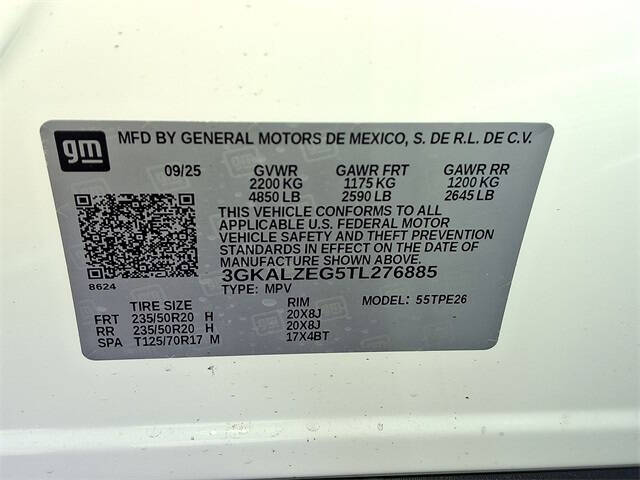 gm MFD BY GENERAL MOTORS DE MEXICO, S. DE R.L. DE C.V.
09/25 GVWR GAWR FRT GAWR RR
2200 KG 1175 KG 1200 KG
4850 LB 2590 LB 2645 LB
THIS VEHICLE CONFORMS TO ALL
APPLICABLE U.S. FEDERAL MOTOR
VEHICLE SAFETY AND THEFT PREVENTION
STANDARDS IN EFFECT ON THE DATE OF
MANUFACTURE SHOWN ABOVE.
3GKALZEG5TL276885
8624 TYPE: MPV MODEL: 55TPE26
TIRE SIZE RIM
FRT 235/50R20 H 20X8J
RR 235/50R20 H 20X8J
SPA T125/70R17 M 17X4BT